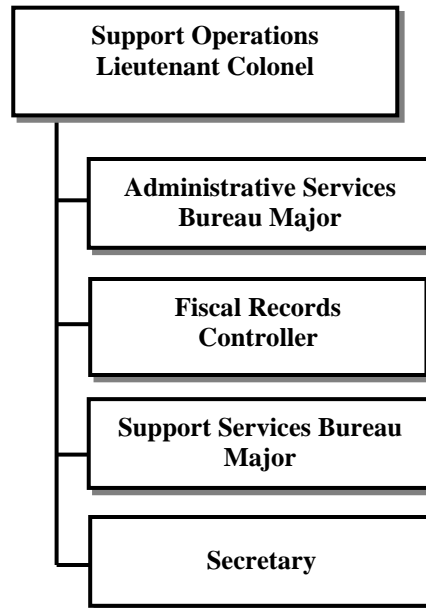 Support Operations
Lieutenant Colonel
Administrative Services
Bureau Major
Fiscal Records
Controller
Support Services Bureau
Major
Secretary